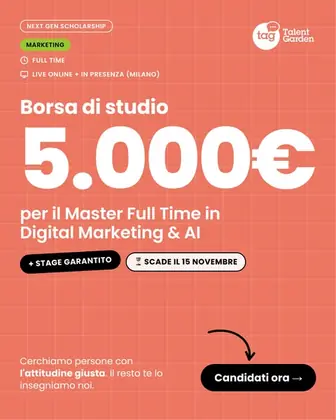 NEXT GEN SCHOLARSHIP
tag
Talent
Garden
MARKETING
FULL TIME
LIVE ONLINE + IN PRESENZA (MILANO)
Borsa di studio
5.000€
per il Master Full Time in
Digital Marketing & AI
+ STAGE GARANTITO
SCADE IL 15 NOVEMBRE
Cerchiamo persone con
l'attitudine giusta. Il resto te lo
insegniamo noi.
Candidati ora →